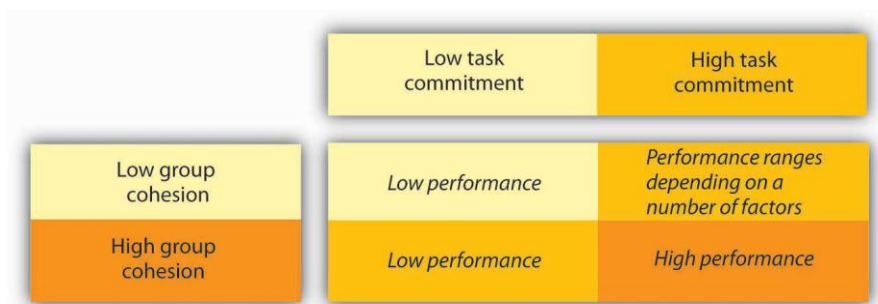 Low task
commitment
High task
commitment
Low group
cohesion
Low performance
Performance ranges
depending on a
number of factors
High group
cohesion
Low performance
High performance